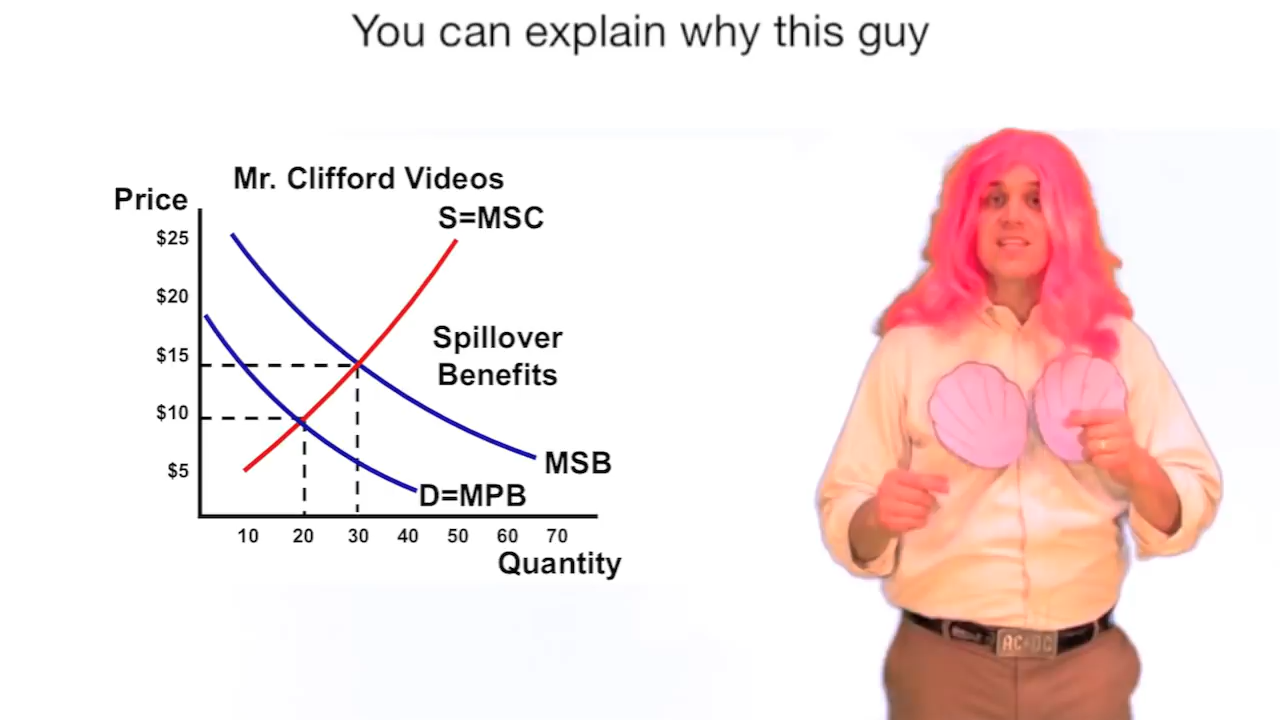 You can explain why this guy
Mr. Clifford Videos
Price
S=MSC
$25
$20
$15
$10
$5
Spillover
Benefits
MSB
D=MPB
10 20 30 40 50 60 70
Quantity
AC DC